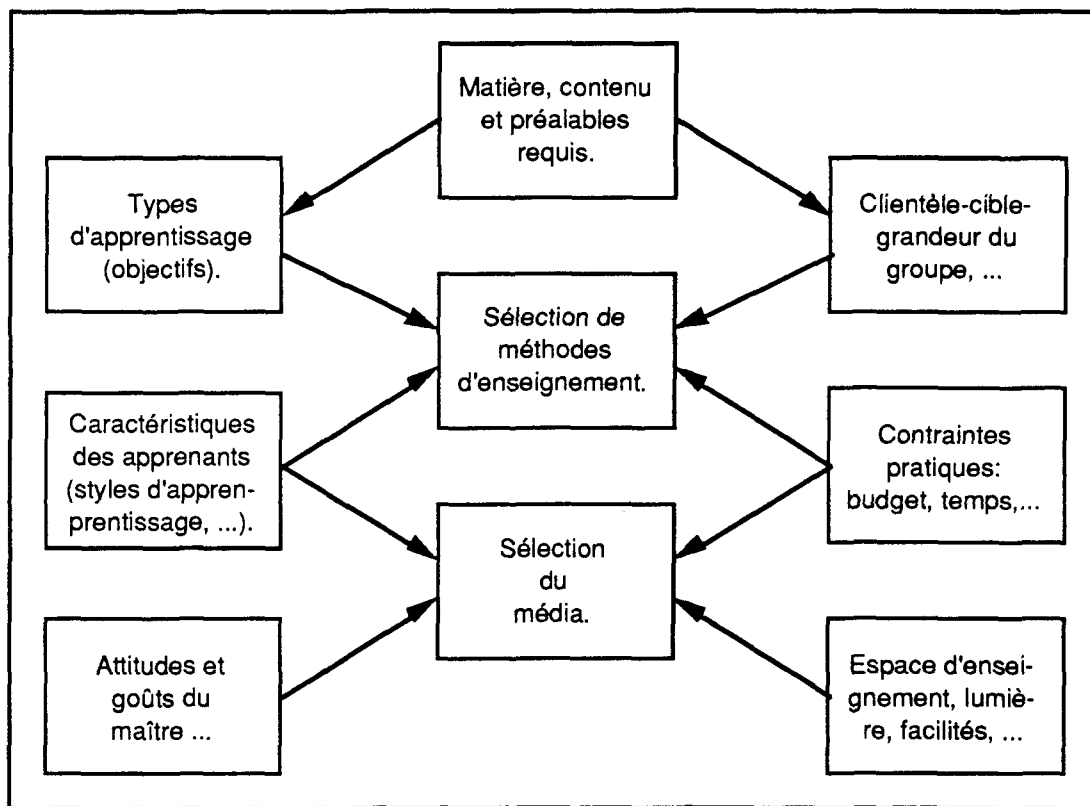 Matière, contenu
et préalables
requis.
Types
d'apprentissage
(objectifs).
Clientèle-cible-
grandeur du
groupe, ...
Sélection de
méthodes
d'enseignement.
Caractéristiques
des apprenants
(styles d'appren-
prentissage, ...).
Contraintes
pratiques:
budget, temps,...
Sélection
du
média.
Attitudes et
goûts du
maître ...
Espace d'ensei-
gnement, lumiè-
re, facilités, ...